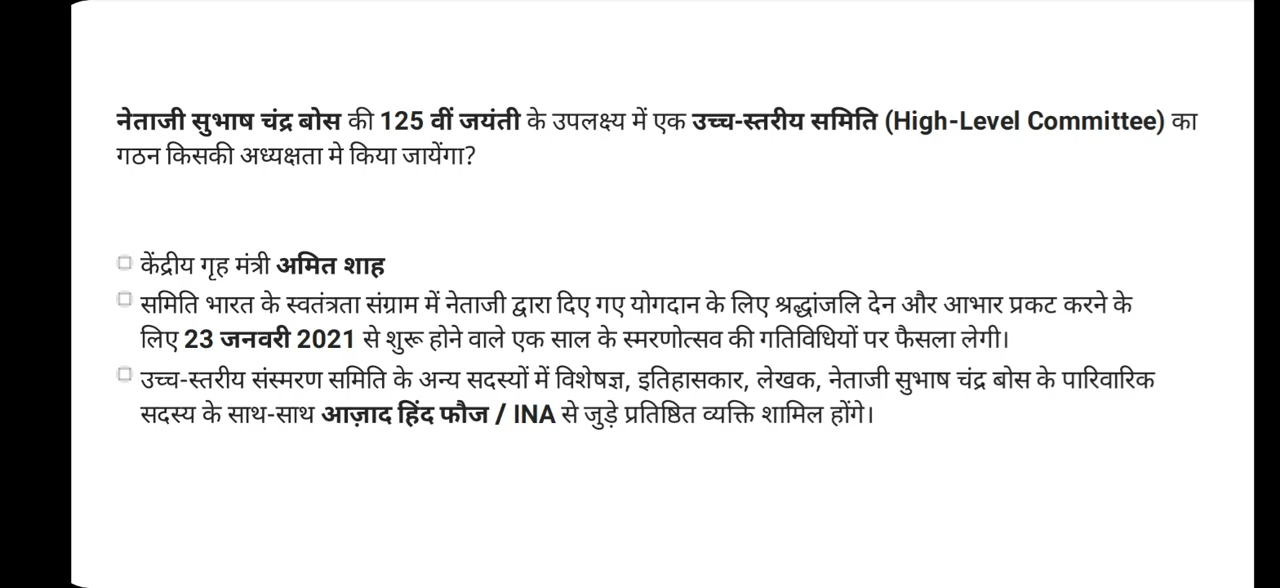 नेताजी सुभाष चंद्र बोस की 125 वीं जयंती के उपलक्ष्य में एक उच्च-स्तरीय समिति (High-Level Committee) का
गठन किसकी अध्यक्षता मे किया जायेंगा?
केंद्रीय गृह मंत्री अमित शाह
समिति भारत के स्वतंत्रता संग्राम में नेताजी द्वारा दिए गए योगदान के लिए श्रद्धांजलि देन और आभार प्रकट करने के
लिए 23 जनवरी 2021 से शुरू होने वाले एक साल के स्मरणोत्सव की गतिविधियों पर फैसला लेगी।
उच्च-स्तरीय संस्मरण समिति के अन्य सदस्यों में विशेषज्ञ, इतिहासकार, लेखक, नेताजी सुभाष चंद्र बोस के पारिवारिक
सदस्य के साथ-साथ आज़ाद हिंद फौज / INA से जुड़े प्रतिष्ठित व्यक्ति शामिल होंगे।